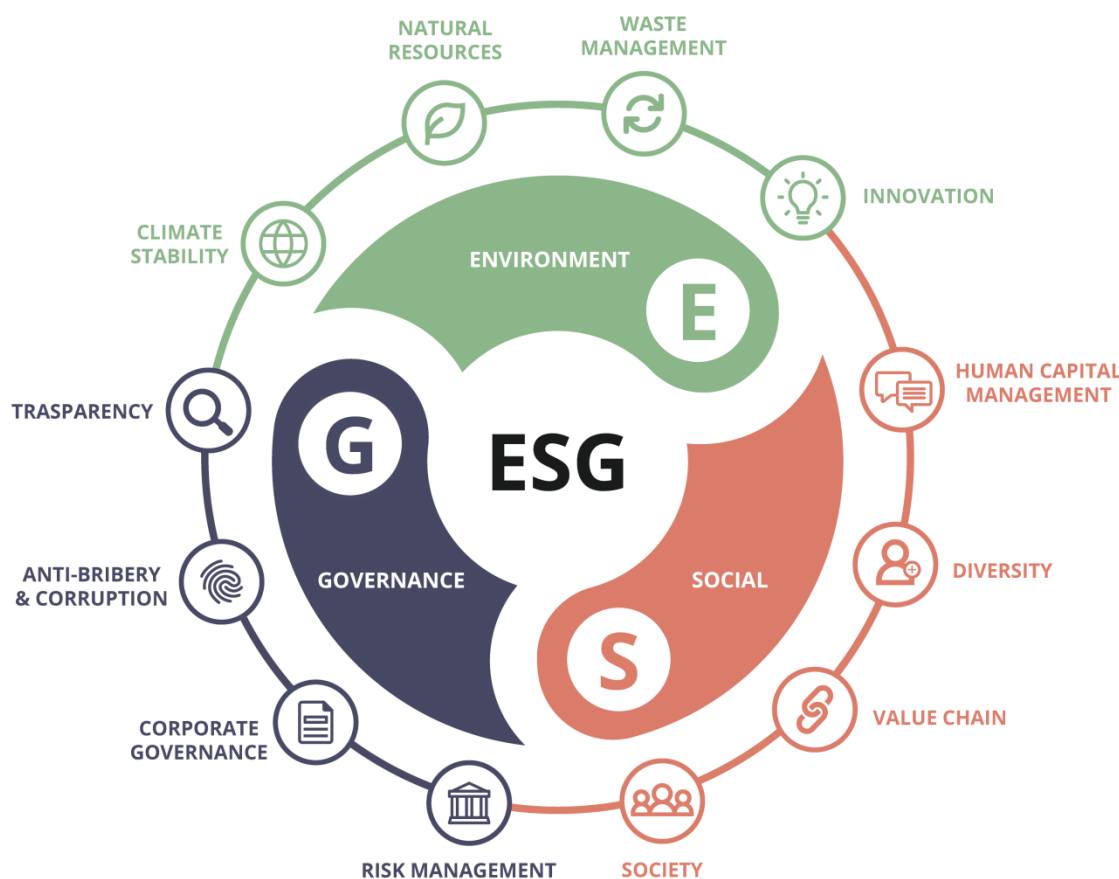 NATURAL
RESOURCES
WASTE
MANAGEMENT
INNOVATION
CLIMATE
STABILITY
ENVIRONMENT
E
HUMAN CAPITAL
MANAGEMENT
TRASPARENCY
G
ESG
DIVERSITY
ANTI-BRIBERY
& CORRUPTION
GOVERNANCE
SOCIAL
S
VALUE CHAIN
CORPORATE
GOVERNANCE
RISK MANAGEMENT
SOCIETY